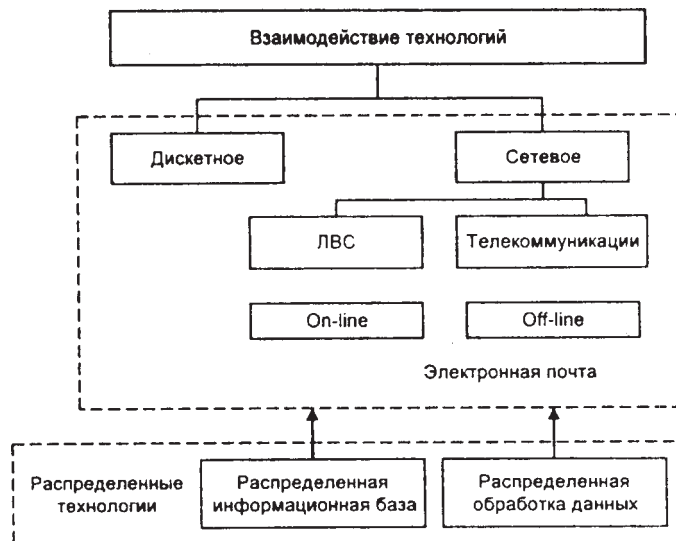 Взаимодействие технологий
Дискетное
Сетевое
ЛВС
Телекоммуникации
On-line
Off-line
Электронная почта
Распределенные
технологии
Распределенная
информационная база
Распределенная
обработка данных